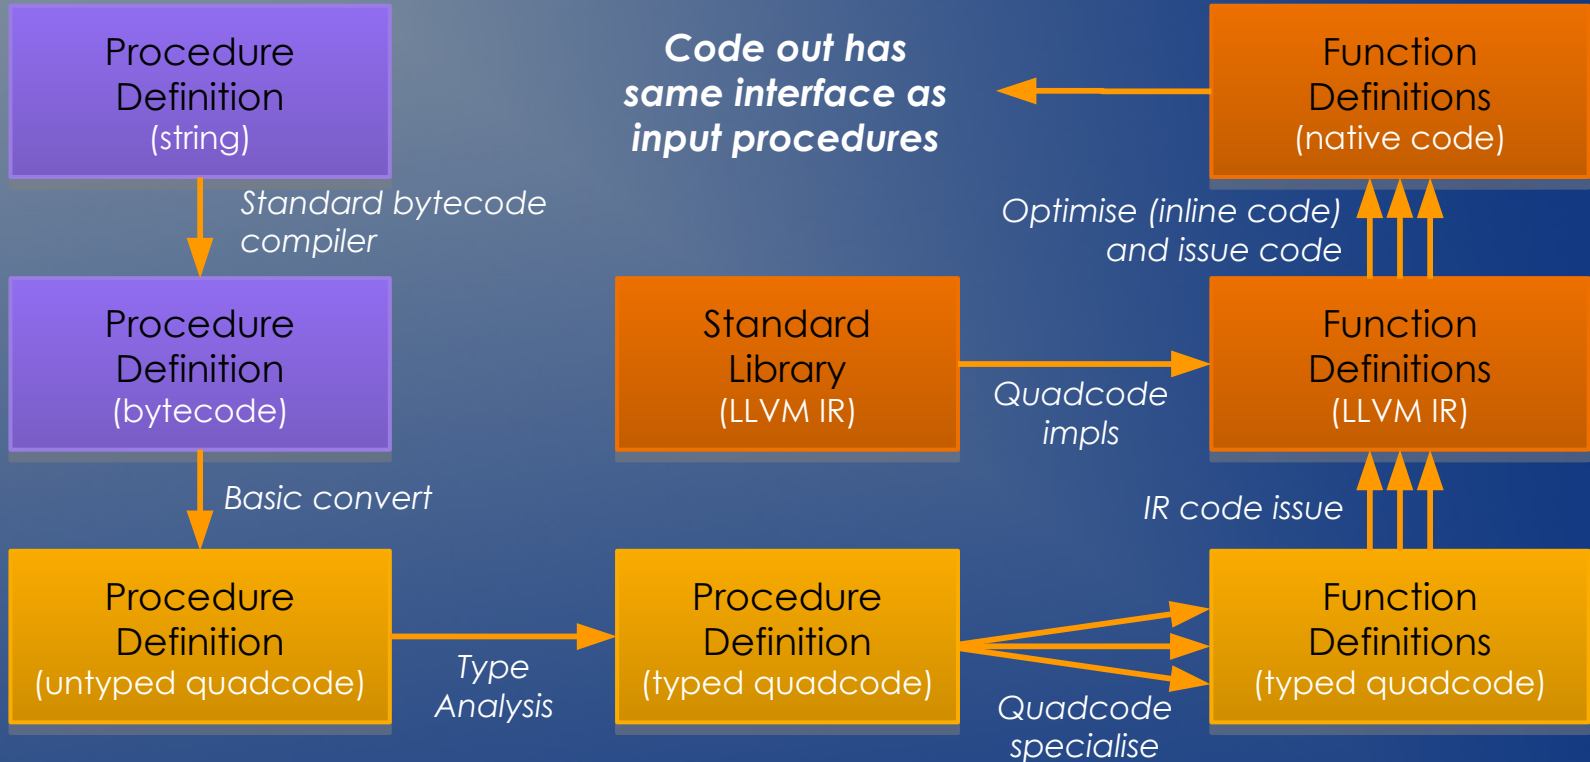 Procedure
Definition
(string)
Code out has
same interface as
input procedures
Function
Definitions
(native code)
Standard bytecode
compiler
Optimise (inline code)
and issue code
Procedure
Definition
(bytecode)
Standard
Library
(LLVM IR)
Quadcode
impls
Function
Definitions
(LLVM IR)
Basic convert
IR code issue
Procedure
Definition
(untyped quadcode)
Type
Analysis
Procedure
Definition
(typed quadcode)
Quadcode
specialise
Function
Definitions
(typed quadcode)